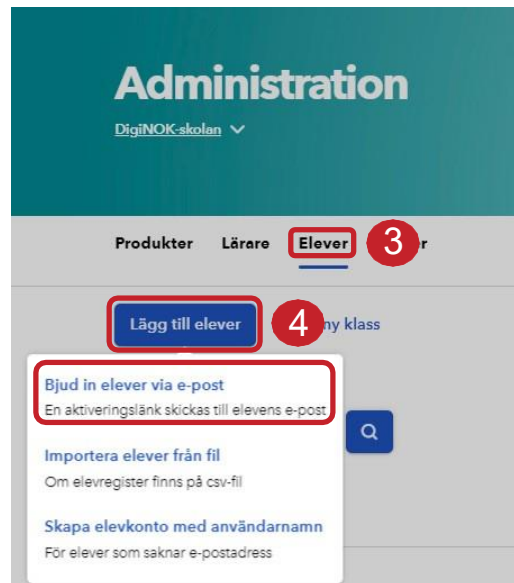 Administration
DigiNOK-skolan
Produkter Lärare Elever 3 r
Lägg till elever 4 ny klass
Bjud in elever via e-post
En aktiveringslänk skickas till elevens e-post
Importera elever från fil
Om elevregister finns på csv-fil
Skapa elevkonto med användarnamn
För elever som saknar e-postadress